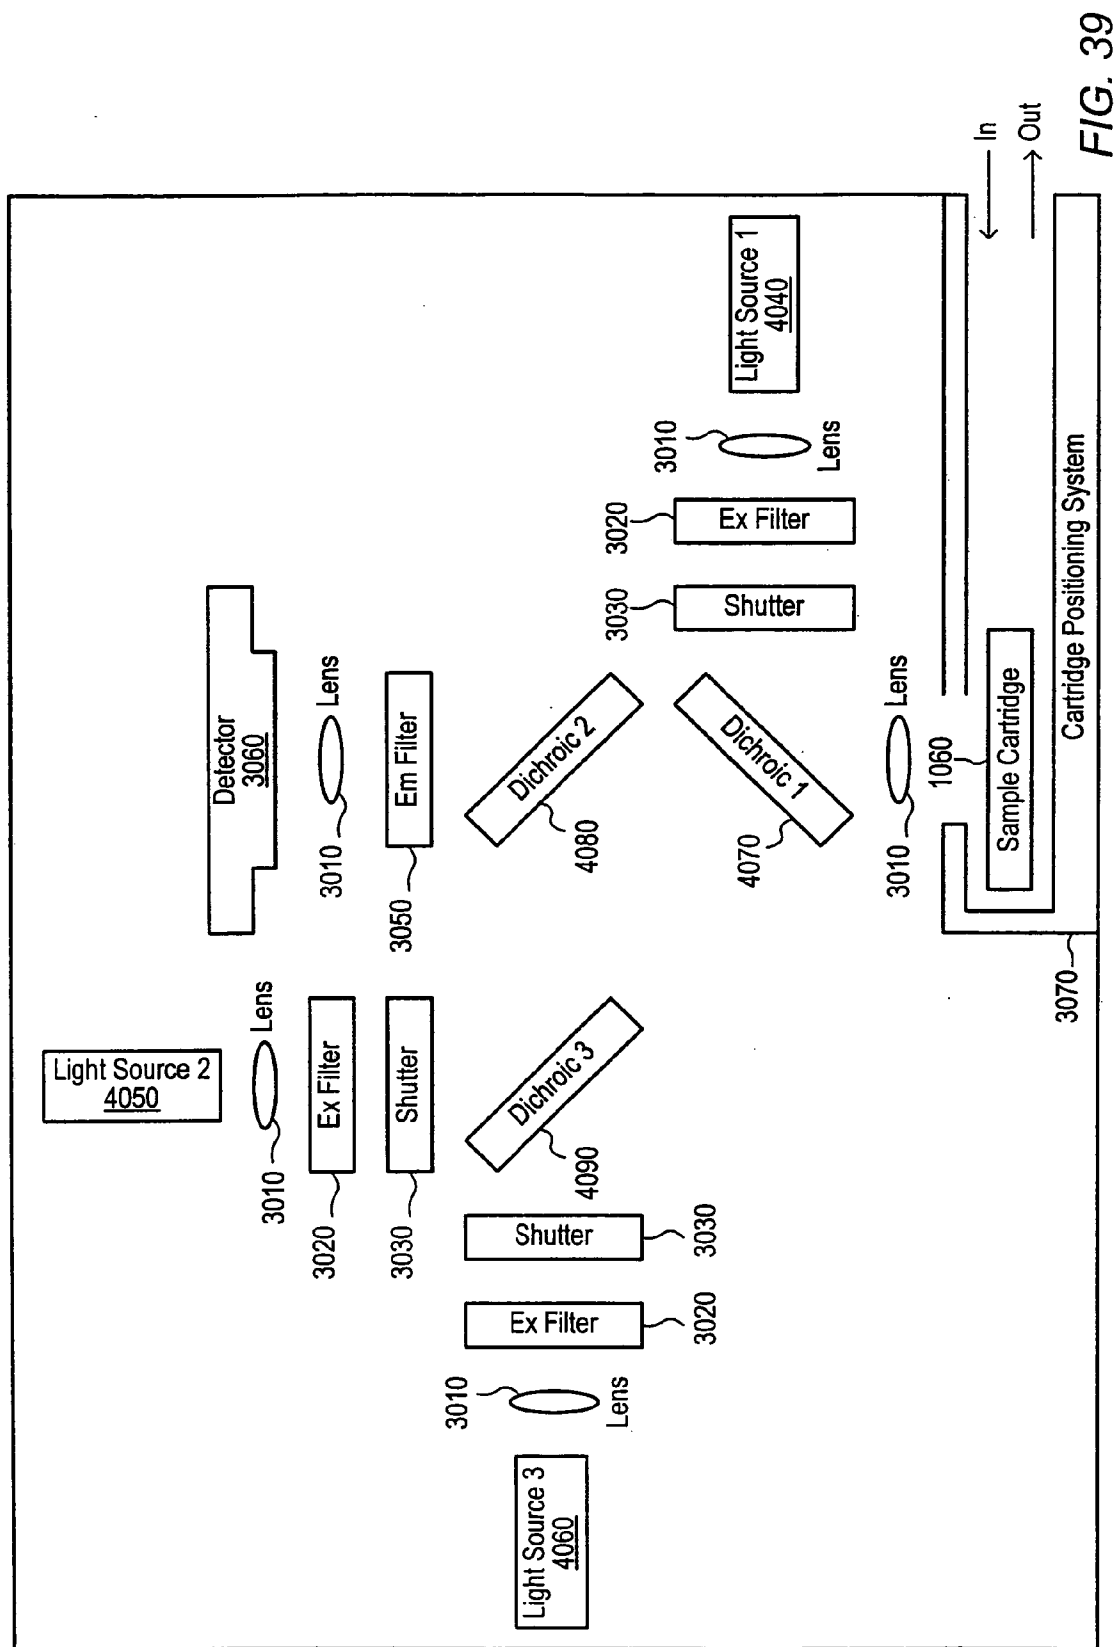 Light Source 3
4060
Lens
3010
Ex Filter
3020
Shutter
3030
Light Source 2
4050
Lens
3010
Ex Filter
3020
Shutter
3030
Dichroic 3
4090
Detector
3060
Lens
3010
Em Filter
3050
Dichroic 2
4080
Dichroic 1
4070
Lens
3010
Shutter
3030
Ex Filter
3020
Lens
3010
Light Source 1
4040
1060
Sample Cartridge
Cartridge Positioning System
3070
In
Out
FIG. 39